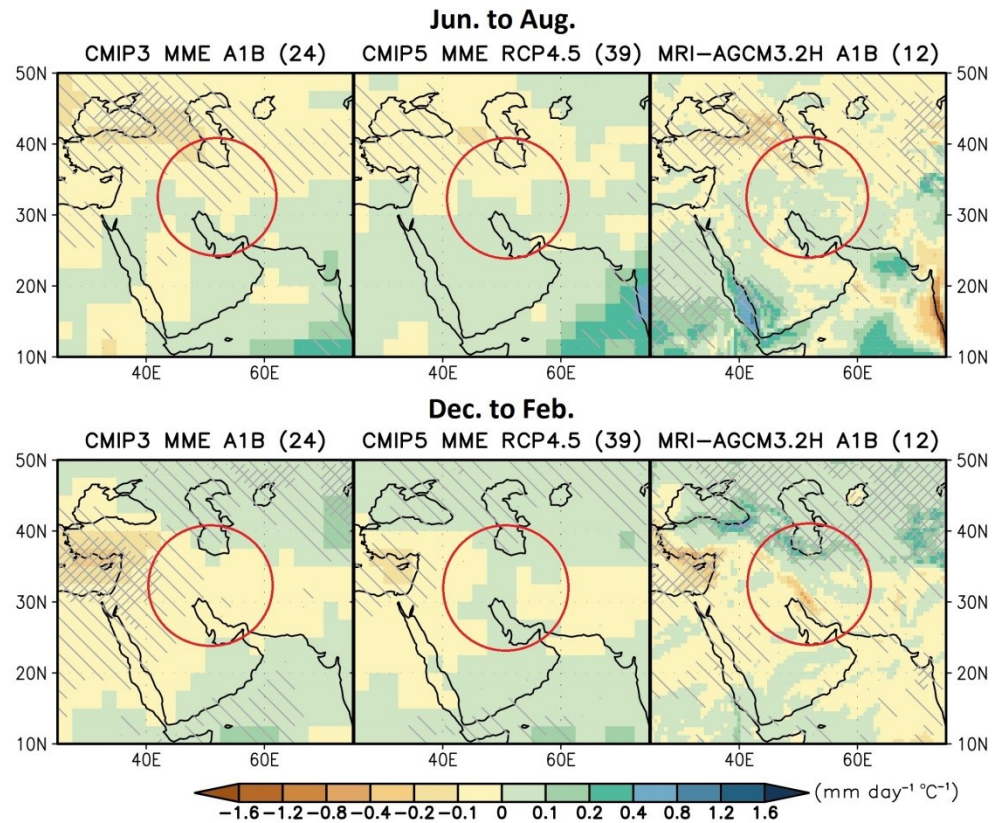 Jun. to Aug.
CMIP3 MME A1B (24) CMIP5 MME RCP4.5 (39) MRI-AGCM3.2H A1B (12)
50N 50N
40N 40N
30N 30N
20N 20N
10N 10N
40E 60E 40E 60E 40E 60E
Dec. to Feb.
CMIP3 MME A1B (24) CMIP5 MME RCP4.5 (39) MRI-AGCM3.2H A1B (12)
50N 50N
40N 40N
30N 30N
20N 20N
10N 10N
40E 60E 40E 60E 40E 60E
-1.6 -1.2 -0.8 -0.4 -0.2 -0.1 0 0.1 0.2 0.4 0.8 1.2 1.6 (mm day⁻¹ °C⁻¹)